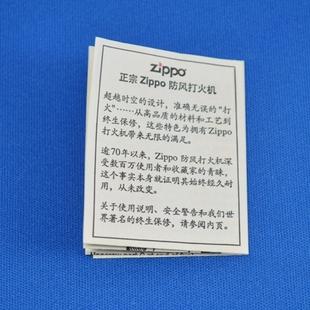 zippo
正宗 Zippo 防风打火机
超越时空的设计，准确无误的“打
火”……从高品质的材料和工艺到
终生保修，这些特色为拥有Zippo
打火机带来无限的满足。
逾70年以来，Zippo 防风打火机深
受数百万使用者和收藏家的青睐，
这个事实本身就证明其始终经久耐
用，从未改变。
关于使用说明、安全警告和我们世
界著名的终生保修，请参阅内页。